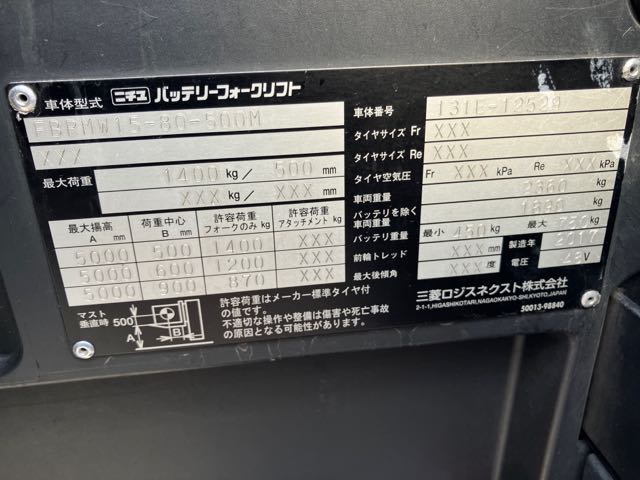 ニチユ バッテリーフォークリフト
車体型式
FBRMW15-80-500M
XXX
最大荷重 1400 kg/ 500 mm
XXX kg/ XXX mm
最大揚高 A mm 荷重中心 B mm 許容荷重 フォークのみ kg 許容荷重 アタッチメント kg
5000 500 1400 XXX
5000 600 1200 XXX
5000 900 870 XXX
マスト垂直時 500 A B
許容荷重はメーカー標準タイヤ付
の値です。
不適切な操作や整備は傷害や死亡事故
の原因となる可能性があります。
車体番号 131E-12529
タイヤサイズ Fr XXX
タイヤサイズ Re XXX
タイヤ空気圧 Fr XXX kPa Re XXX kPa
車両重量 kg
バッテリを除く車両重量 kg
バッテリ重量 最小 450 kg 最大 kg
前輪トレッド XXX mm 製造年
最後傾角 XXX 度 電圧 48 V
三菱ロジスネクスト株式会社
2-1-1,HIGASHIKOTARI,NAGAOKAKYO-SHI,KYOTO,JAPAN
50013-98840